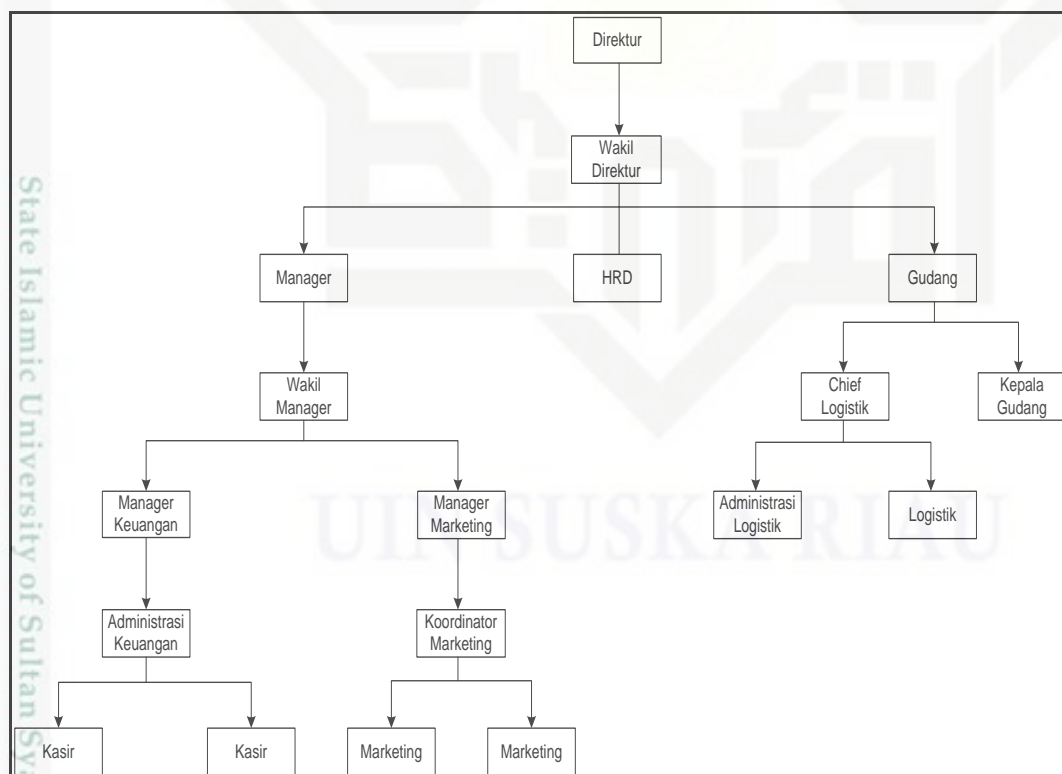 Direktur
Wakil
Direktur
Manager
HRD
Gudang
Wakil
Manager
Chief
Logistik
Kepala
Gudang
Manager
Keuangan
Manager
Marketing
Administrasi
Logistik
Logistik
Administrasi
Keuangan
Koordinator
Marketing
Kasir
Kasir
Marketing
Marketing
State Islamic University of Sultan Sya
UIN SUSKA RIAU